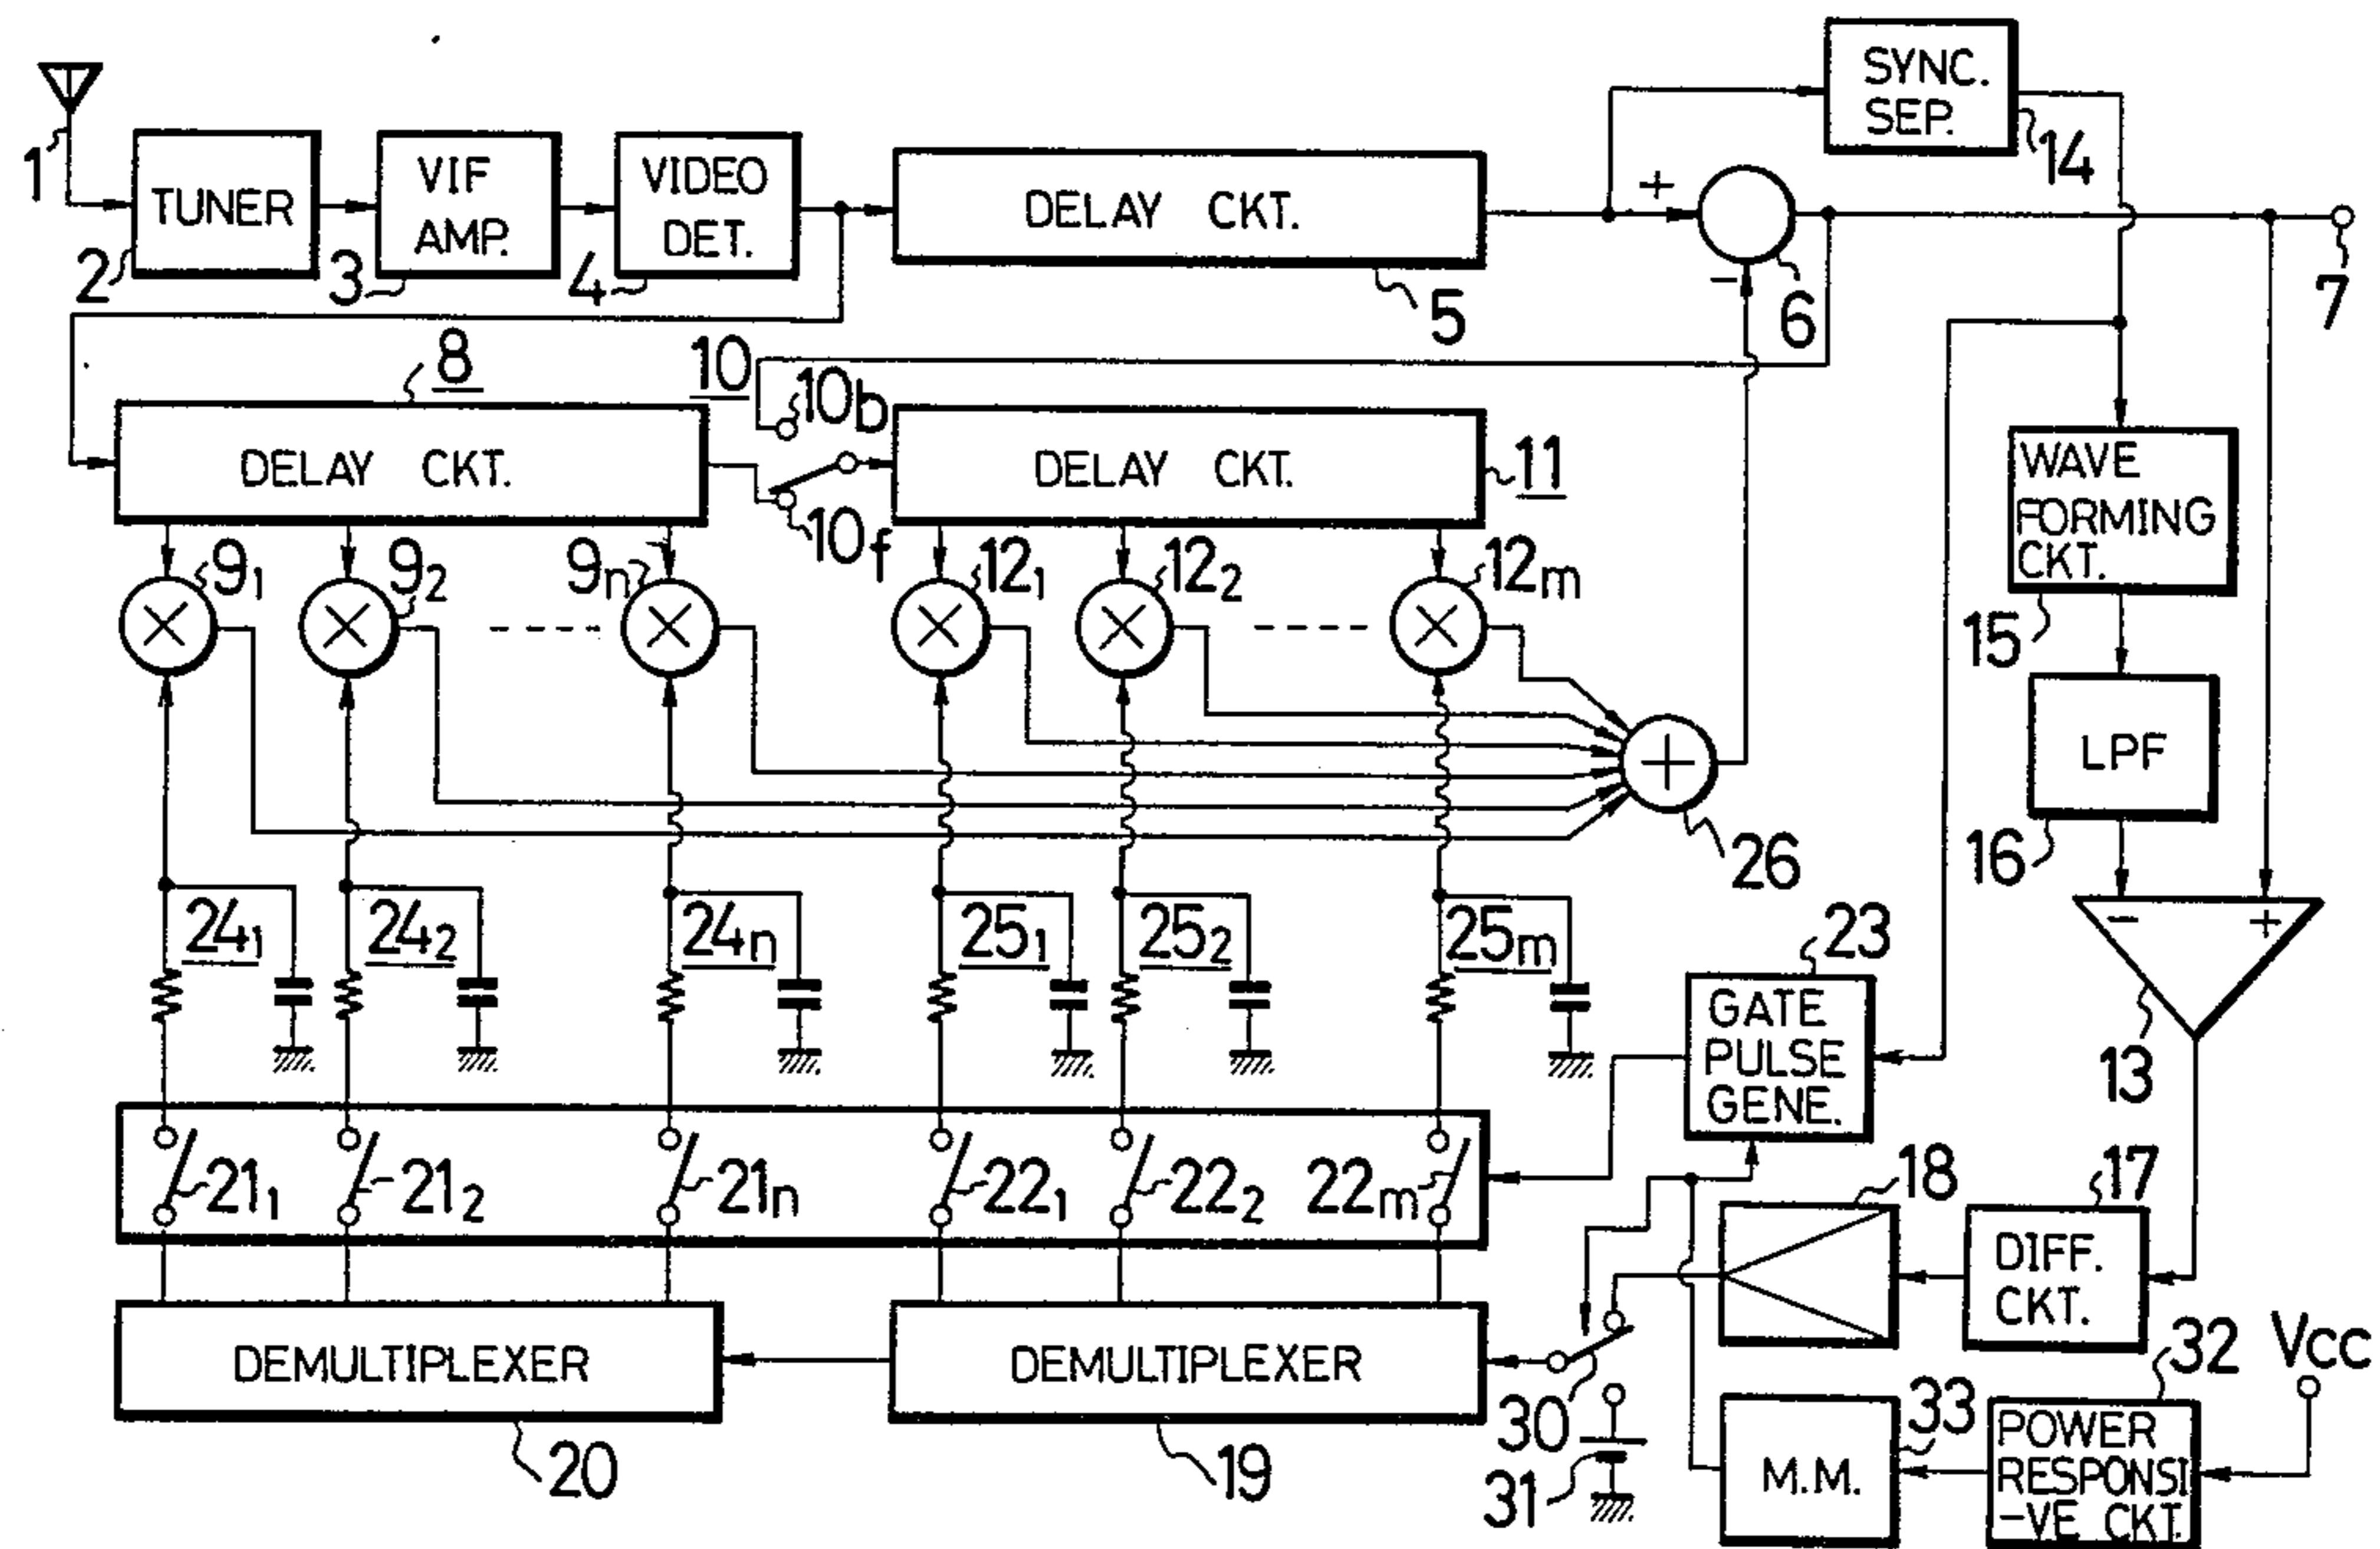 SYNC.
SEP.
14
1
TUNER
2
VIF
AMP.
3
VIDEO
DET.
4
DELAY CKT.
5
+
−
6
7
8
10
10b
10f
DELAY CKT.
DELAY CKT.
11
WAVE
FORMING
CKT.
15
9₁
9₂
9n
12₁
12₂
12m
LPF
16
+
26
24₁
24₂
24n
25₁
25₂
25m
−
+
13
23
GATE
PULSE
GENE.
21₁
21₂
21n
22₁
22₂
22m
18
17
DIFF.
CKT.
DEMULTIPLEXER
20
DEMULTIPLEXER
19
30
31
M.M.
33
32
VCC
POWER
RESPONSI
-VE CKT.